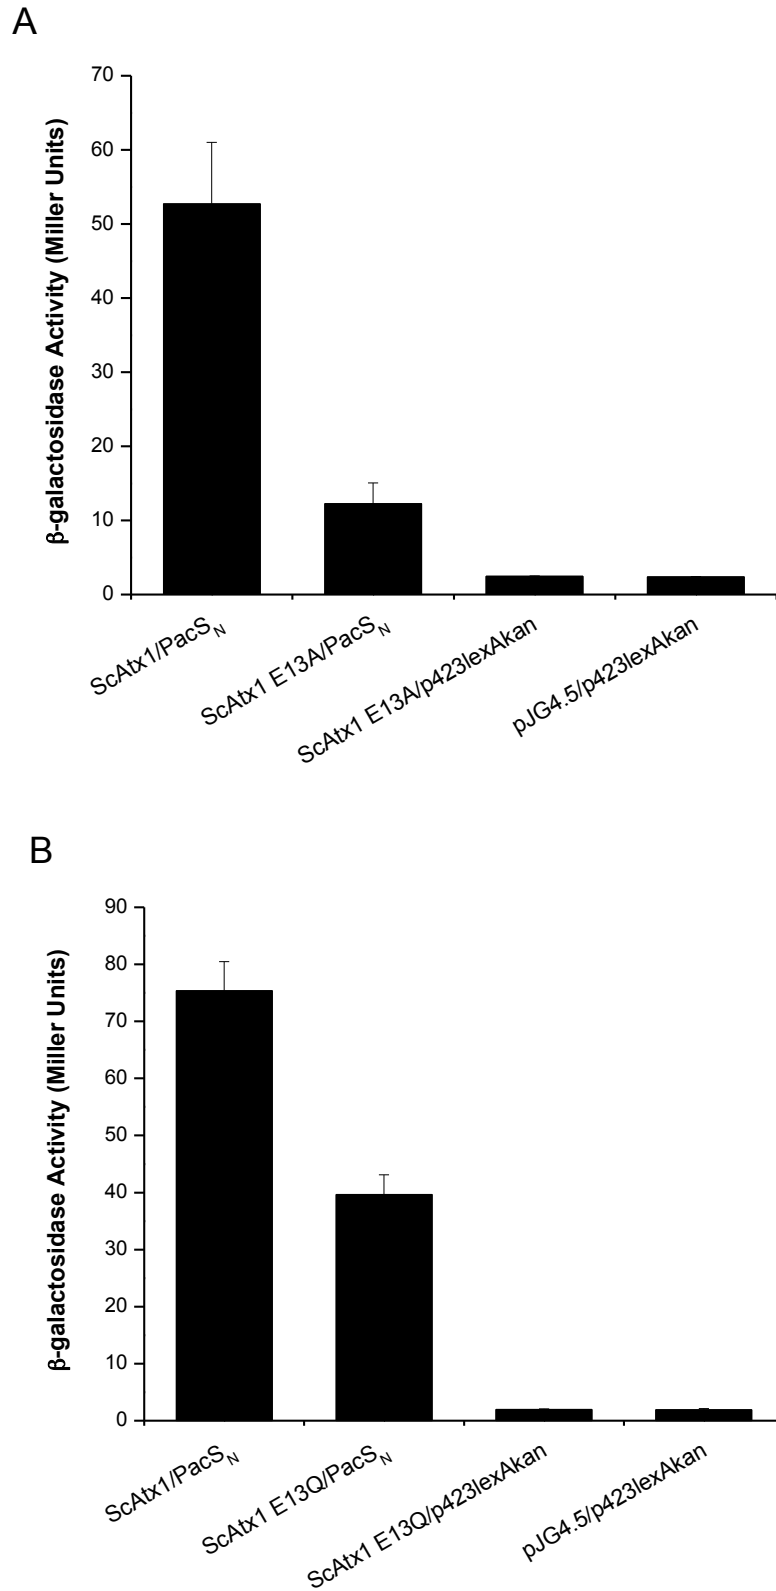 A
70
60
50
40
30
20
10
0
β-galactosidase Activity (Miller Units)
ScAtx1/PacS_N
ScAtx1 E13A/PacS_N
ScAtx1 E13A/p423lexAkan
pJG4.5/p423lexAkan
B
90
80
70
60
50
40
30
20
10
0
β-galactosidase Activity (Miller Units)
ScAtx1/PacS_N
ScAtx1 E13Q/PacS_N
ScAtx1 E13Q/p423lexAkan
pJG4.5/p423lexAkan